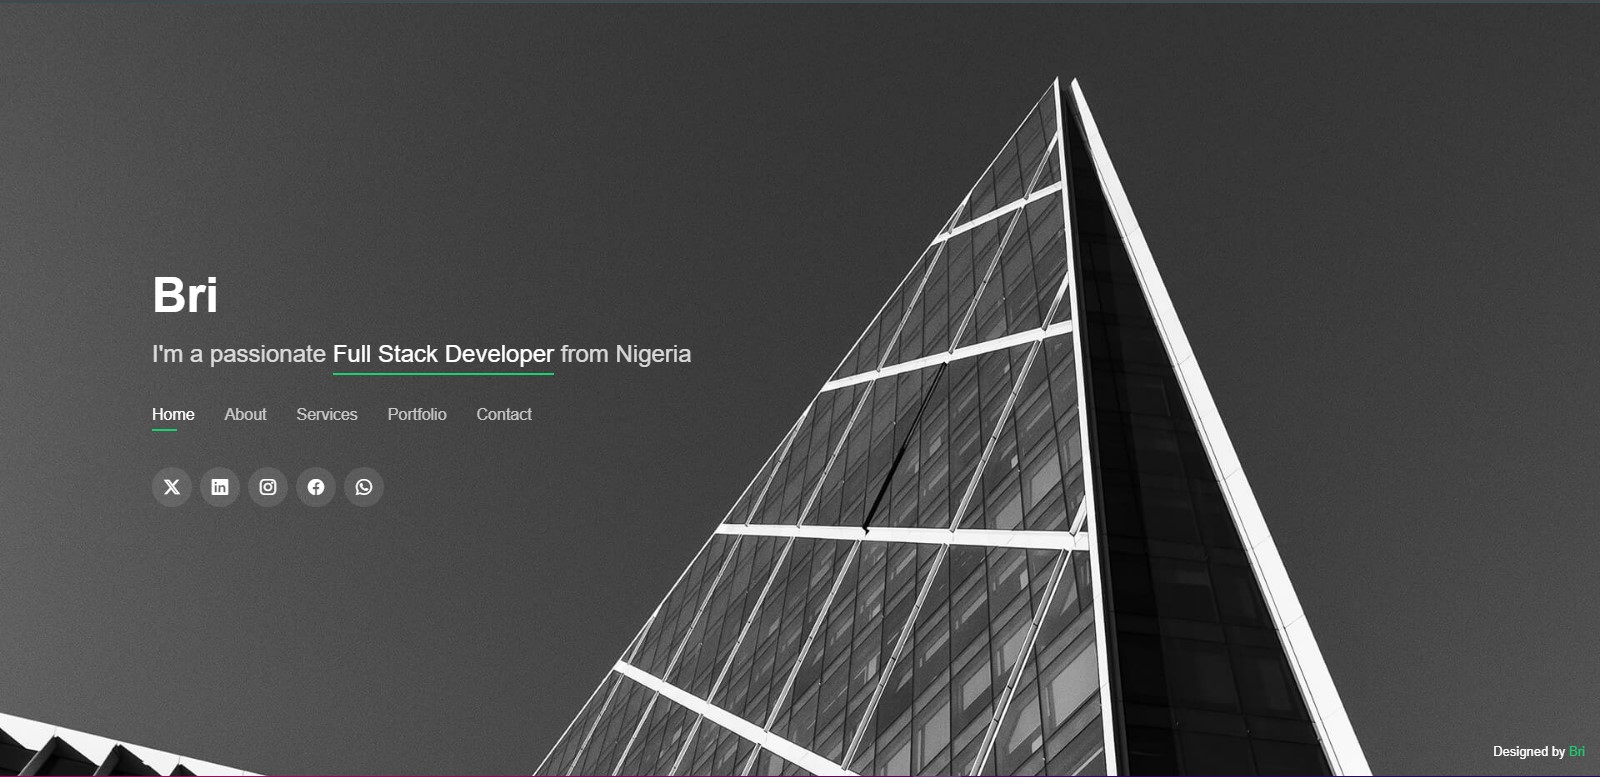 Bri
I'm a passionate Full Stack Developer from Nigeria
Home About Services Portfolio Contact
Designed by Bri